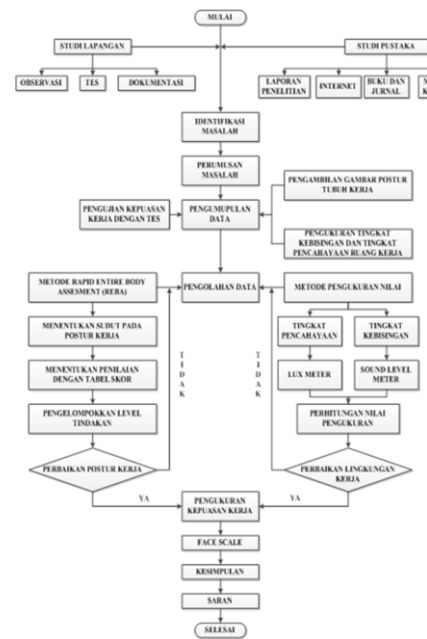 MULAI
STUDI LAPANGAN
STUDI PUSTAKA
OBSERVASI
TES
DOKUMENTASI
LAPORAN
PENELITIAN
INTERNET
BUKU DAN
JURNAL
IDENTIFIKASI
MASALAH
PERUMUSAN
MASALAH
PENGAMBILAN GAMBAR POSTUR
TUBUH KERJA
PENGUJIAN KEPUASAN
KERJA DENGAN TES
PENGUMUPULAN
DATA
PENGUKURAN TINGKAT
KEBISINGAN DAN TINGKAT
PENCAHAYAAN RUANG KERJA
METODE RAPID ENTIRE BODY
ASSESMENT (REBA)
PENGOLAHAN DATA
METODE PENGUKURAN NILAI
MENENTUKAN SUDUT PADA
POSTUR KERJA
TINGKAT
PENCAHAYAAN
TINGKAT
KEBISINGAN
TIDAK
TIDAK
MENENTUKAN PENILAIAN
DENGAN TABEL SKOR
LUX METER
SOUND LEVEL
METER
PENGELOMPOKKAN LEVEL
TINDAKAN
PERHITUNGAN NILAI
PENGUKURAN
PERBAIKAN POSTUR KERJA
PERBAIKAN LINGKUNGAN
KERJA
YA
YA
PENGUKURAN
KEPUASAN KERJA
FACE SCALE
KESIMPULAN
SARAN
SELESAI